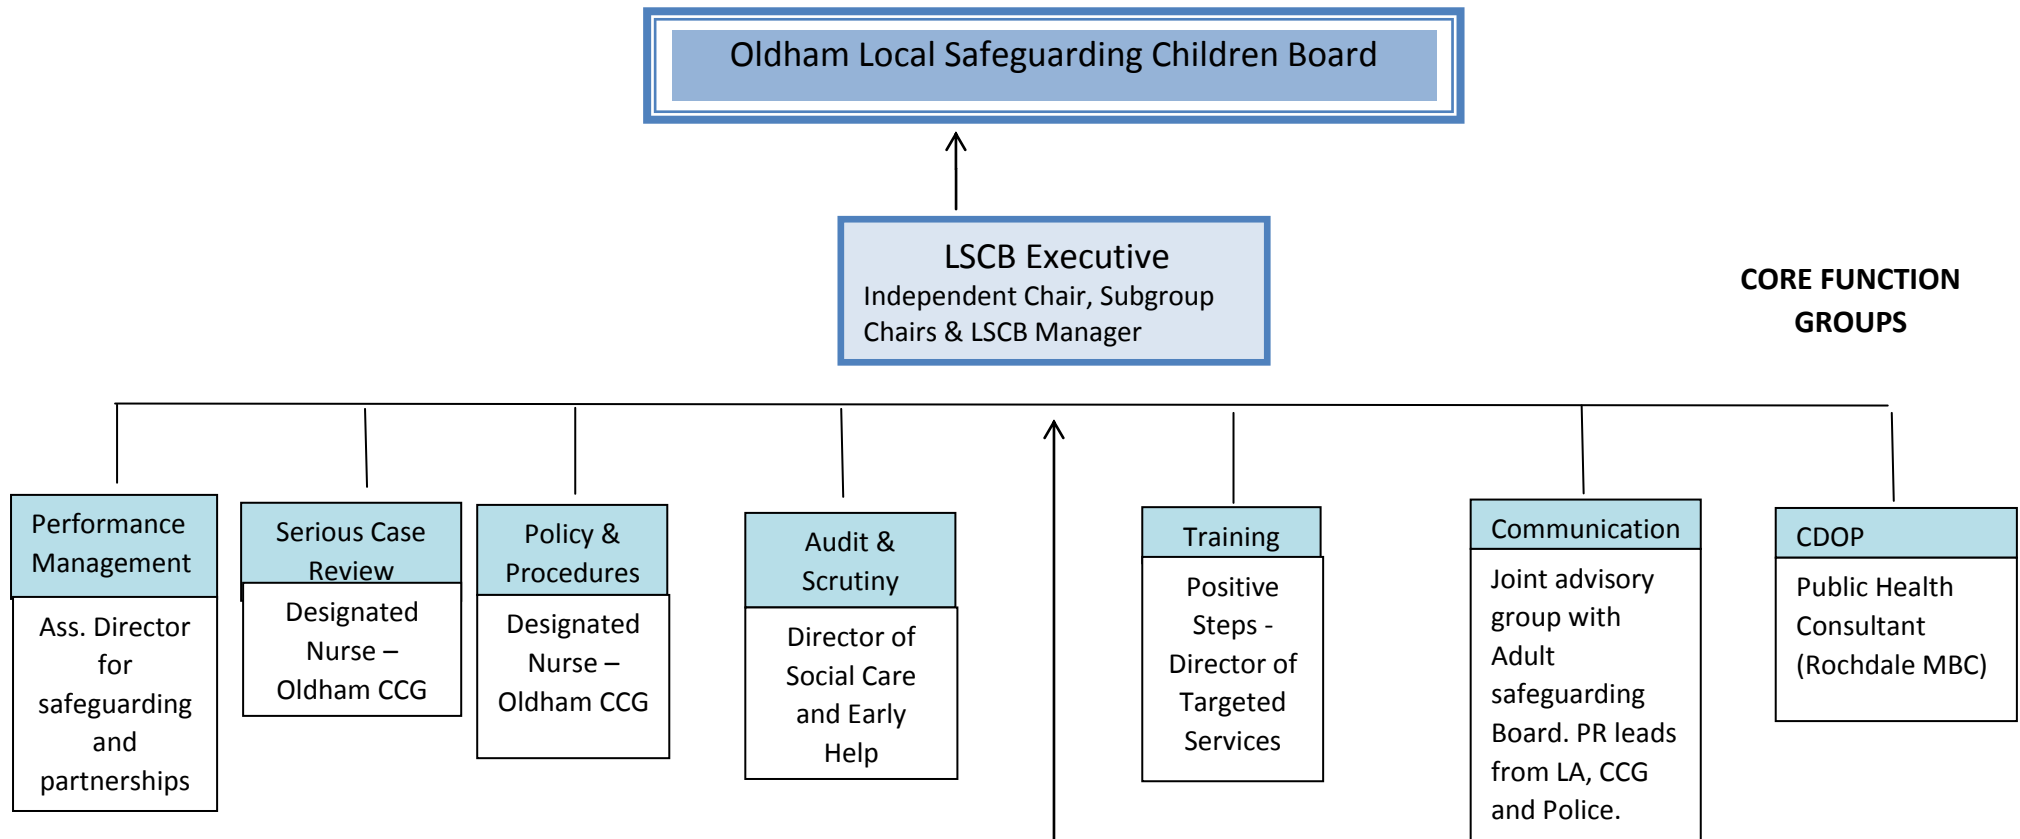 Oldham Local Safeguarding Children Board
LSCB Executive
Independent Chair, Subgroup
Chairs & LSCB Manager
CORE FUNCTION
GROUPS
Performance
Management
Ass. Director
for
safeguarding
and
partnerships
Serious Case
Review
Designated
Nurse –
Oldham CCG
Policy &
Procedures
Designated
Nurse –
Oldham CCG
Audit &
Scrutiny
Director of
Social Care
and Early
Help
Training
Positive
Steps -
Director of
Targeted
Services
Communication
Joint advisory
group with
Adult
safeguarding
Board. PR leads
from LA, CCG
and Police.
CDOP
Public Health
Consultant
(Rochdale MBC)